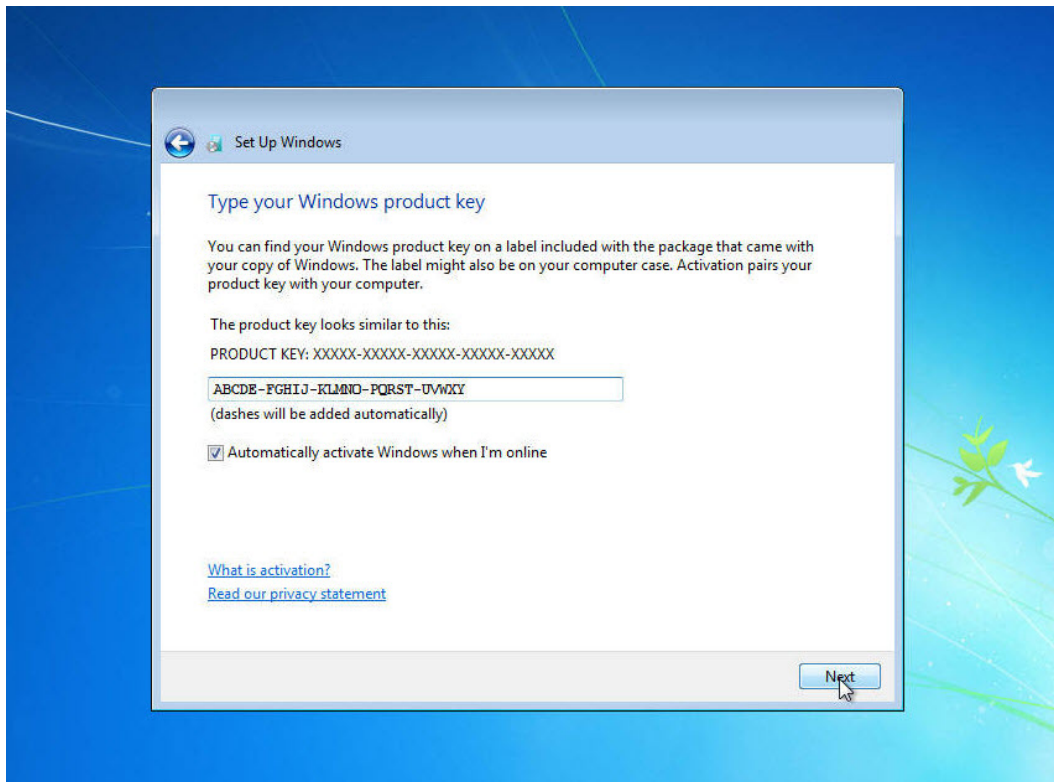 Set Up Windows
Type your Windows product key
You can find your Windows product key on a label included with the package that came with
your copy of Windows. The label might also be on your computer case. Activation pairs your
product key with your computer.
The product key looks similar to this:
PRODUCT KEY: XXXXX-XXXXX-XXXXX-XXXXX-XXXXX
ABCDE-FGHIJ-KLMNO-PQRST-UVWXY
(dashes will be added automatically)
Automatically activate Windows when I'm online
What is activation?
Read our privacy statement
Next